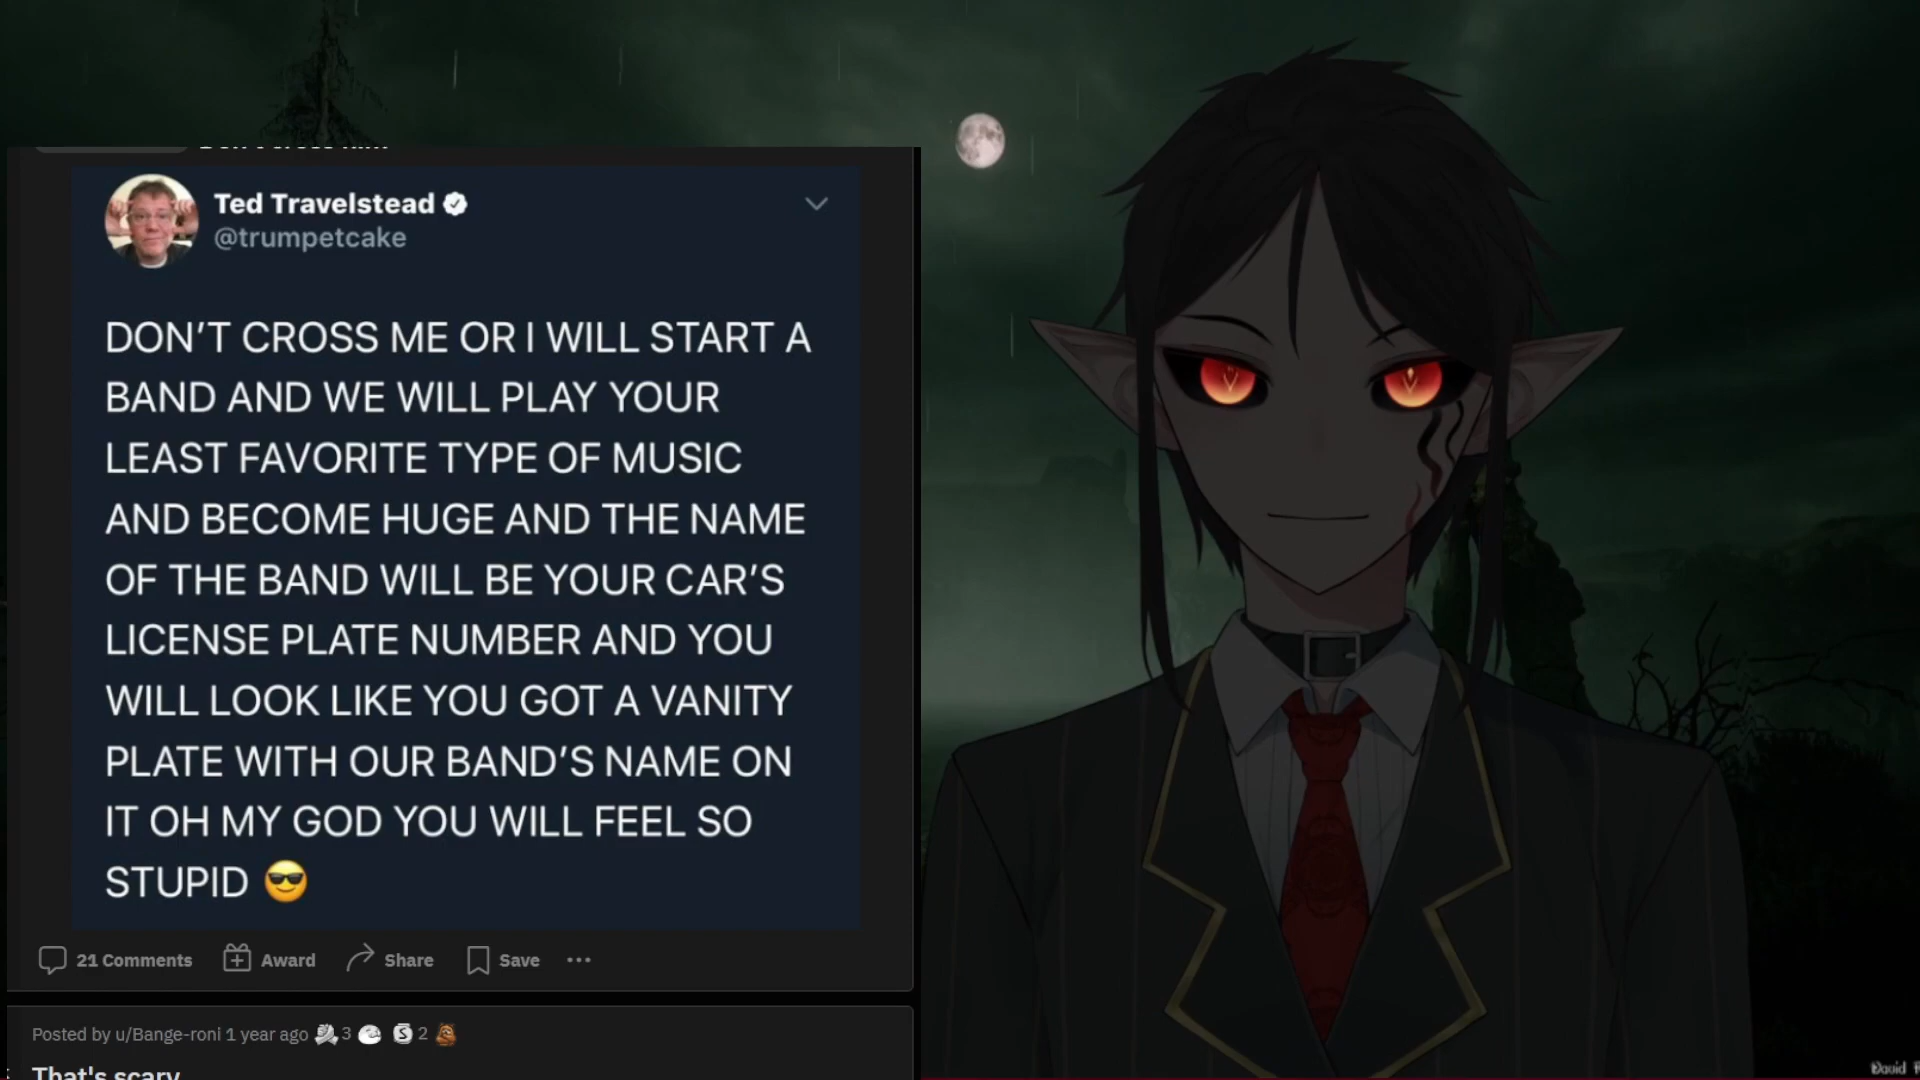 Ted Travelstead
@trumpetcake
DON'T CROSS ME OR I WILL START A
BAND AND WE WILL PLAY YOUR
LEAST FAVORITE TYPE OF MUSIC
AND BECOME HUGE AND THE NAME
OF THE BAND WILL BE YOUR CAR'S
LICENSE PLATE NUMBER AND YOU
WILL LOOK LIKE YOU GOT A VANITY
PLATE WITH OUR BAND'S NAME ON
IT OH MY GOD YOU WILL FEEL SO
STUPID 😎
21 Comments Award Share Save ...
Posted by u/Bange-roni 1 year ago 3 2
That's scary
David